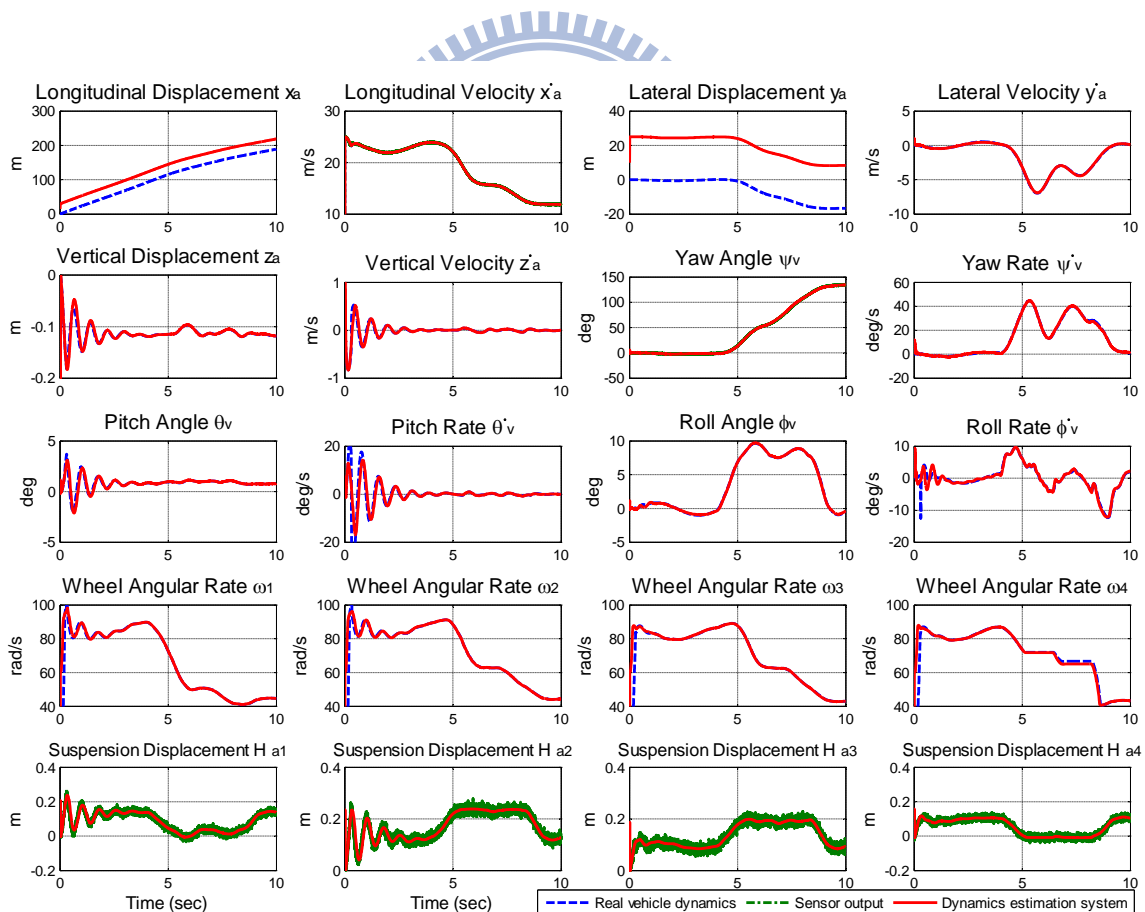 Longitudinal Displacement xa
Longitudinal Velocity ẋa
Lateral Displacement ya
Lateral Velocity ẏa
300
200
100
0
m
0 5 10
30
20
10
m/s
0 5 10
40
20
0
-20
m
0 5 10
5
0
-5
-10
m/s
0 5 10
Vertical Displacement za
Vertical Velocity ża
Yaw Angle ψv
Yaw Rate ψ̇v
0
-0.1
-0.2
m
0 5 10
1
0
-1
m/s
0 5 10
150
100
50
0
-50
deg
0 5 10
60
40
20
0
-20
deg/s
0 5 10
Pitch Angle θv
Pitch Rate θ̇v
Roll Angle ϕv
Roll Rate ϕ̇v
5
0
-5
deg
0 5 10
20
0
-20
deg/s
0 5 10
10
5
0
-5
deg
0 5 10
10
0
-10
-20
deg/s
0 5 10
Wheel Angular Rate ω1
Wheel Angular Rate ω2
Wheel Angular Rate ω3
Wheel Angular Rate ω4
100
80
60
40
rad/s
0 5 10
100
80
60
40
rad/s
0 5 10
100
80
60
40
rad/s
0 5 10
100
80
60
40
rad/s
0 5 10
Suspension Displacement H a1
Suspension Displacement H a2
Suspension Displacement H a3
Suspension Displacement H a4
0.4
0.2
0
-0.2
m
0 5 10
Time (sec)
0.4
0.2
0
m
0 5 10
Time (sec)
0.4
0.2
0
m
0 5
0.4
0.2
0
-0.2
m
Real vehicle dynamics
Sensor output
Dynamics estimation system